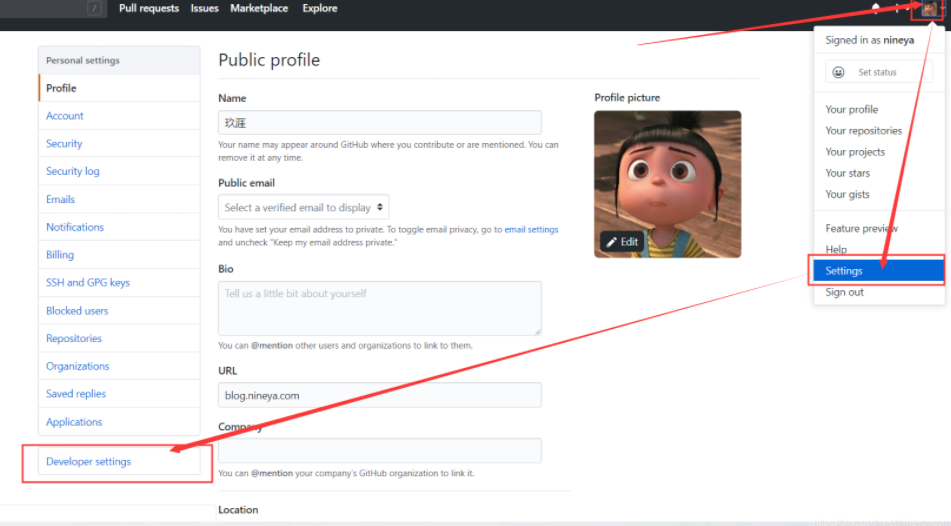 /
Pull requests Issues Marketplace Explore
Signed in as nineya
Set status
Your profile
Your repositories
Your projects
Your stars
Your gists
Feature preview
Help
Settings
Sign out
Personal settings
Profile
Account
Security
Security log
Emails
Notifications
Billing
SSH and GPG keys
Blocked users
Repositories
Organizations
Saved replies
Applications
Developer settings
Public profile
Name
玖涯
Your name may appear around GitHub where you contribute or are mentioned. You can
remove it at any time.
Public email
Select a verified email to display
You have set your email address to private. To toggle email privacy, go to email settings
and uncheck "Keep my email address private."
Bio
Tell us a little bit about yourself
You can @mention other users and organizations to link to them.
URL
blog.nineya.com
Company
You can @mention your company's GitHub organization to link it.
Location
Profile picture
Edit